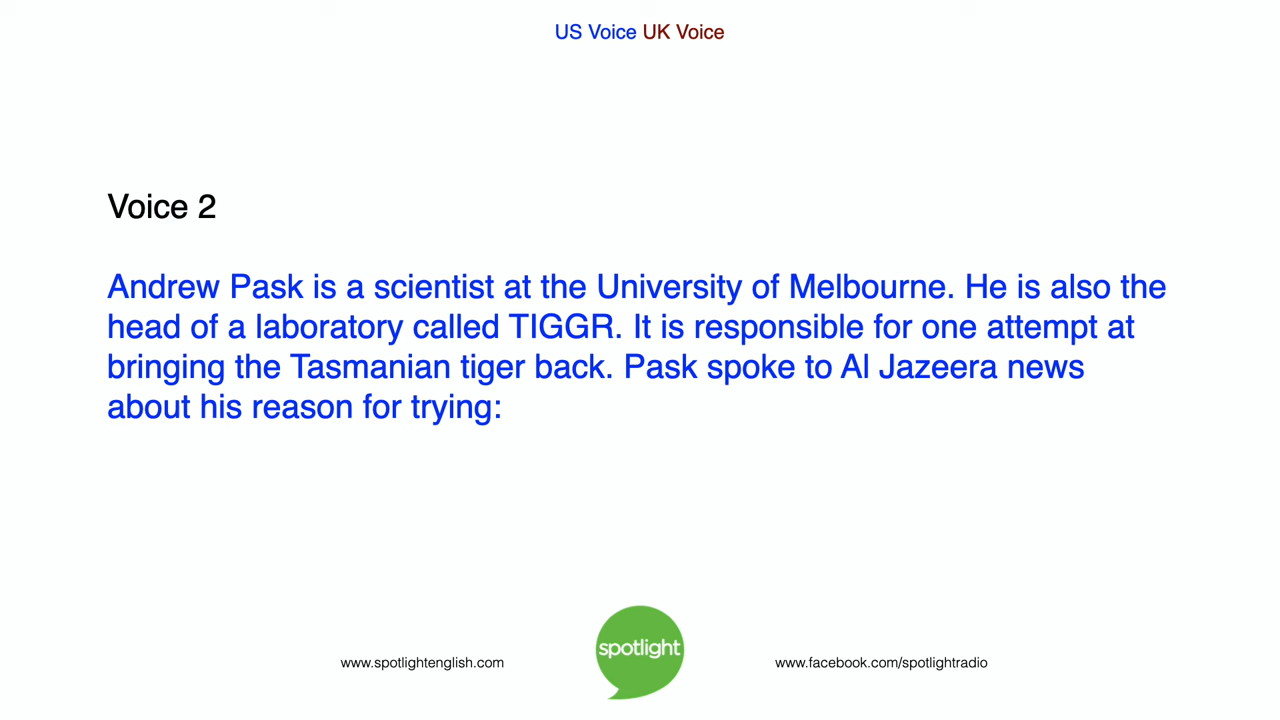 US Voice UK Voice
Voice 2
Andrew Pask is a scientist at the University of Melbourne. He is also the
head of a laboratory called TIGGR. It is responsible for one attempt at
bringing the Tasmanian tiger back. Pask spoke to Al Jazeera news
about his reason for trying:
spotlight
www.spotlightenglish.com
www.facebook.com/spotlightradio